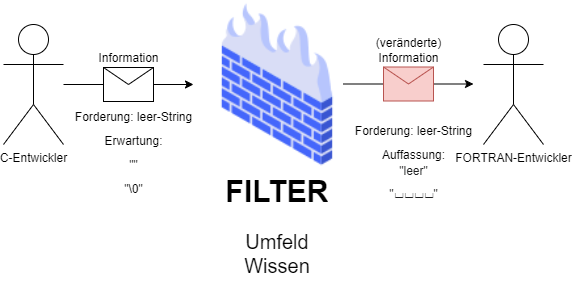 Information
Forderung: leer-String
Erwartung:
""
"\0"
C-Entwickler
FILTER
Umfeld
Wissen
(veränderte)
Information
Forderung: leer-String
Auffassung:
"leer"
"␣␣␣␣"
FORTRAN-Entwickler